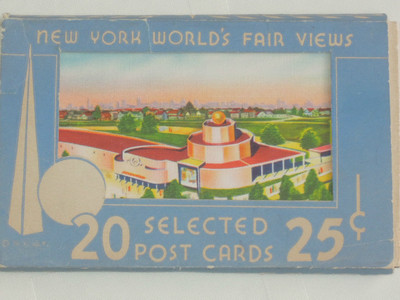 NEW YORK WORLD'S FAIR VIEWS
20 SELECTED POST CARDS 25¢